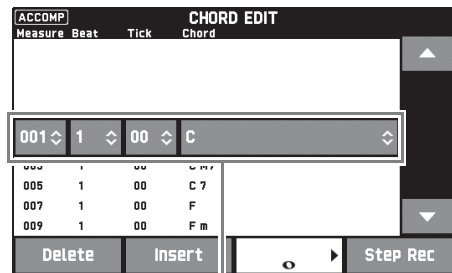 ACCOMP CHORD EDIT
Measure Beat Tick Chord
001 1 00 C
005 1 00 C 7
007 1 00 F
009 1 00 F m
Delete Insert Step Rec